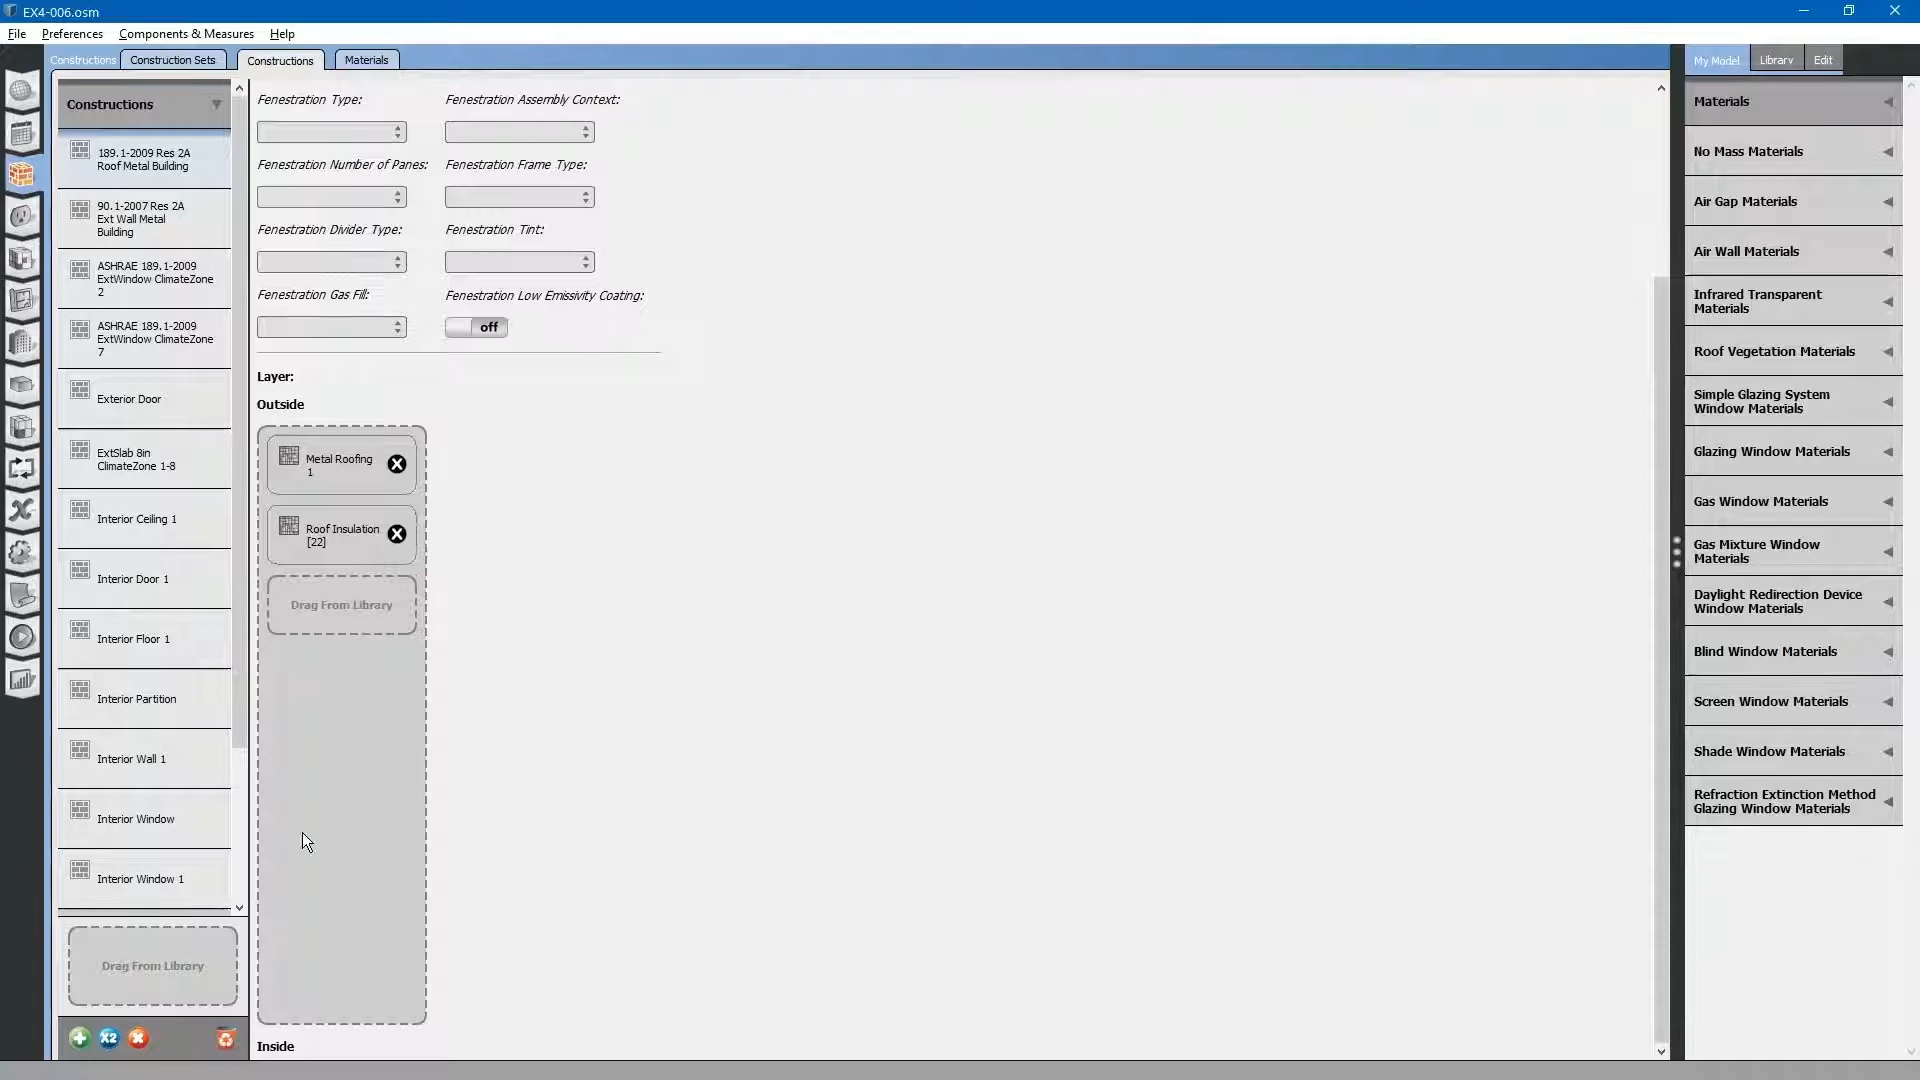 EX4-006.osm
File Preferences Components & Measures Help
Constructions Construction Sets Constructions Materials
My Model Library Edit
Constructions
189.1-2009 Res 2A
Roof Metal Building
90.1-2007 Res 2A
Ext Wall Metal
Building
ASHRAE 189.1-2009
ExtWindow ClimateZone
2
ASHRAE 189.1-2009
ExtWindow ClimateZone
7
Exterior Door
ExtSlab 8in
ClimateZone 1-8
Interior Ceiling 1
Interior Door 1
Interior Floor 1
Interior Partition
Interior Wall 1
Interior Window
Interior Window 1
Drag From Library
X2
Fenestration Type: Fenestration Assembly Context:
Fenestration Number of Panes: Fenestration Frame Type:
Fenestration Divider Type: Fenestration Tint:
Fenestration Gas Fill: Fenestration Low Emissivity Coating:
off
Layer:
Outside
Metal Roofing
1
Roof Insulation
[22]
Drag From Library
Inside
Materials
No Mass Materials
Air Gap Materials
Air Wall Materials
Infrared Transparent
Materials
Roof Vegetation Materials
Simple Glazing System
Window Materials
Glazing Window Materials
Gas Window Materials
Gas Mixture Window
Materials
Daylight Redirection Device
Window Materials
Blind Window Materials
Screen Window Materials
Shade Window Materials
Refraction Extinction Method
Glazing Window Materials